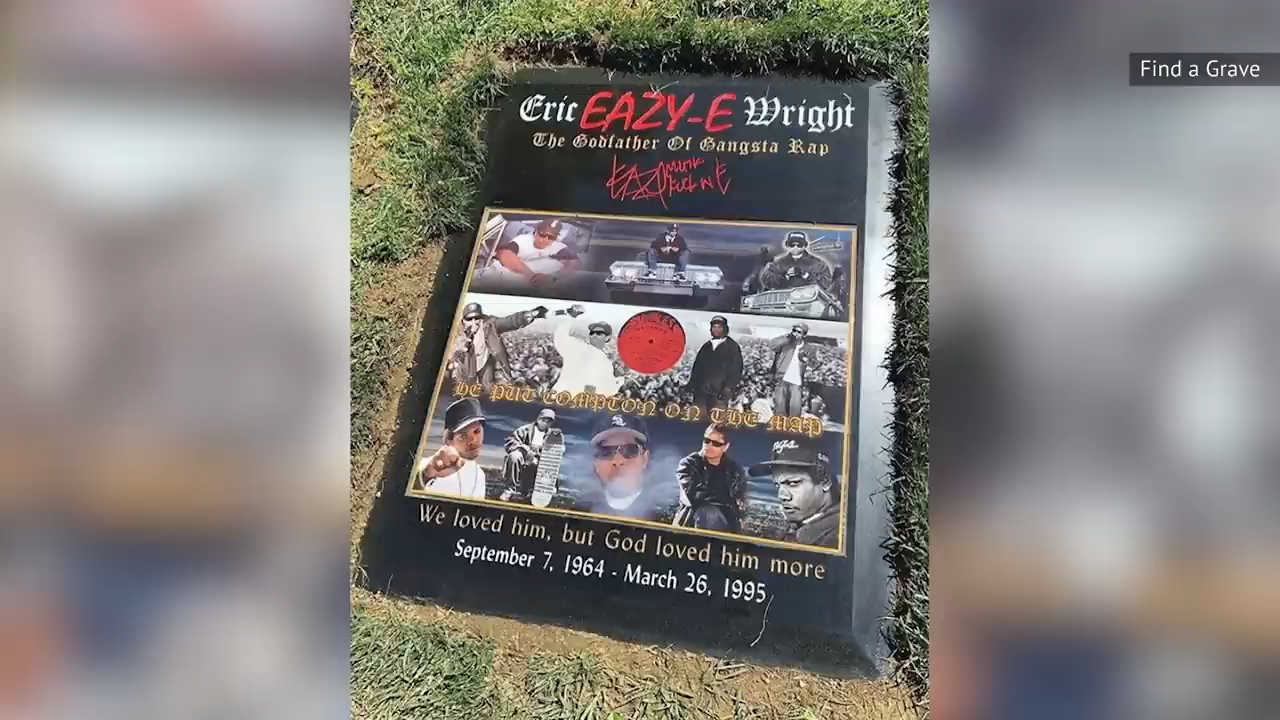 Find a Grave
Eric EAZY-E Wright
The Godfather Of Gangsta Rap
HE PUT COMPTON ON THE MAP
We loved him, but God loved him more
September 7, 1964 - March 26, 1995